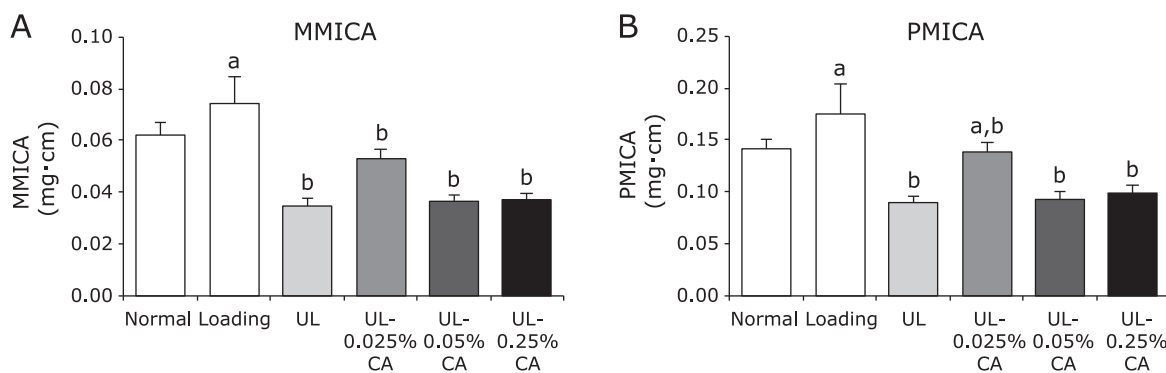 A
MMICA
MMICA
(mg·cm)
0.10
0.08
0.06
0.04
0.02
0.00
a
b
b
b
b
Normal Loading UL UL- UL- UL-
0.025% 0.05% 0.25%
CA CA CA
B
PMICA
PMICA
(mg·cm)
0.25
0.20
0.15
0.10
0.05
0.00
a
b
a,b
b
b
Normal Loading UL UL- UL- UL-
0.025% 0.05% 0.25%
CA CA CA